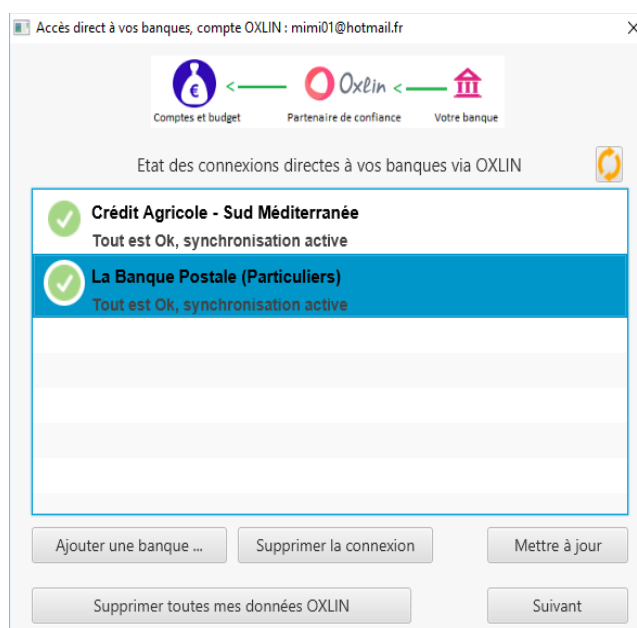 Accès direct à vos banques, compte OXLIN : mimi01@hotmail.fr
Oxlin
Comptes et budget Partenaire de confiance Votre banque
Etat des connexions directes à vos banques via OXLIN
Crédit Agricole - Sud Méditerranée
Tout est Ok, synchronisation active
La Banque Postale (Particuliers)
Tout est Ok, synchronisation active
Ajouter une banque ... Supprimer la connexion Mettre à jour
Supprimer toutes mes données OXLIN Suivant